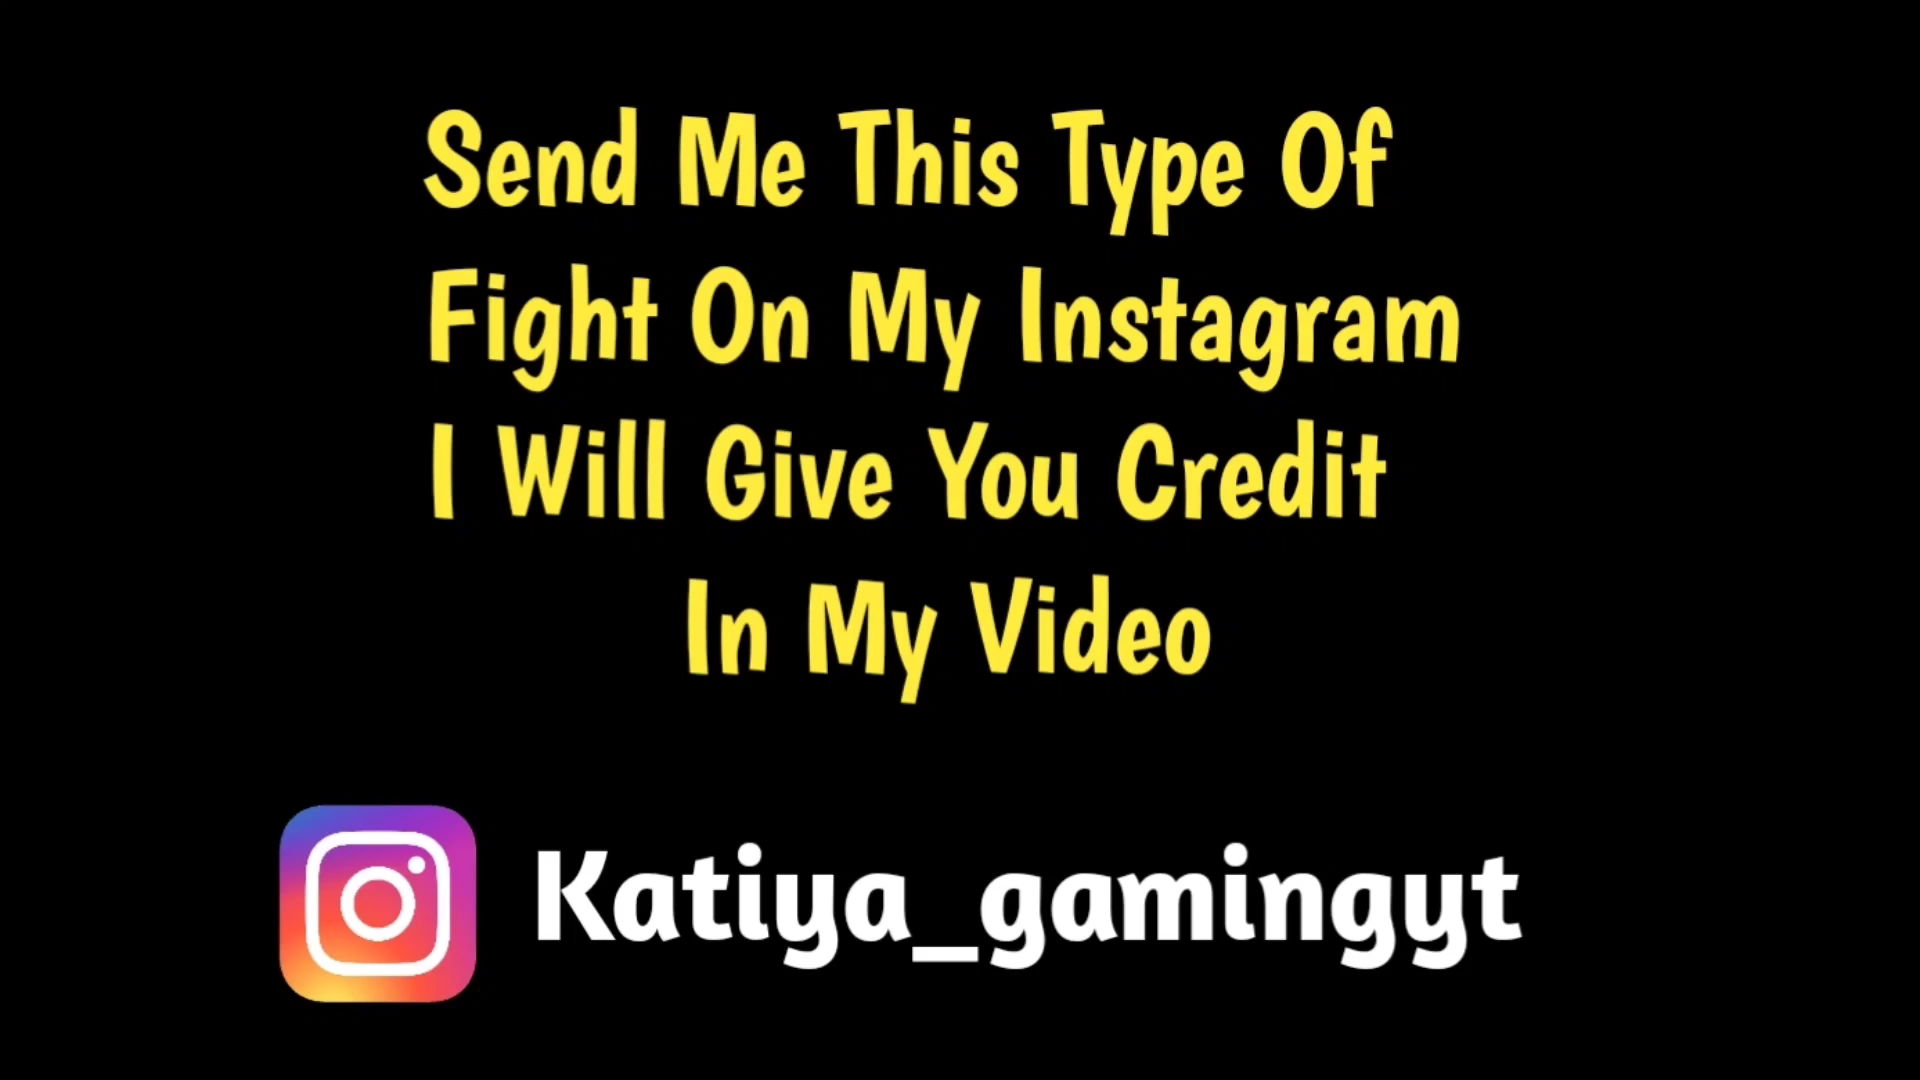 Send Me This Type Of
Fight On My Instagram
I Will Give You Credit
In My Video
Katiya_gamingyt